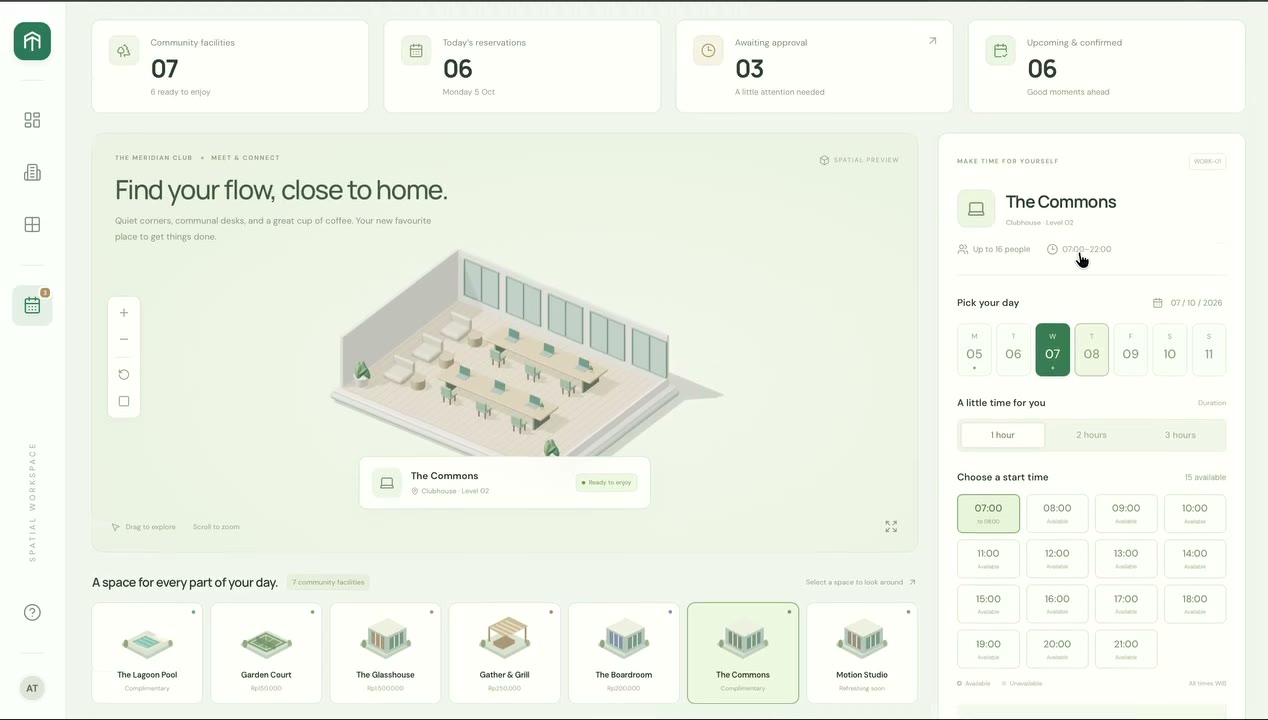 Community facilities
07
6 ready to enjoy
Today's reservations
06
Monday 5 Oct
Awaiting approval
03
A little attention needed
Upcoming & confirmed
06
Good moments ahead
3
SPATIAL WORKSPACE
AT
THE MERIDIAN CLUB • MEET & CONNECT
SPATIAL PREVIEW
Find your flow, close to home.
Quiet corners, communal desks, and a great cup of coffee. Your new favourite
place to get things done.
The Commons
Clubhouse · Level 02
Ready to enjoy
Drag to explore
Scroll to zoom
A space for every part of your day.
7 community facilities
Select a space to look around
The Lagoon Pool
Complimentary
Garden Court
Rp150.000
The Glasshouse
Rp1.500.000
Gather & Grill
Rp250.000
The Boardroom
Rp200.000
The Commons
Complimentary
Motion Studio
Refreshing soon
MAKE TIME FOR YOURSELF
WORK-01
The Commons
Clubhouse · Level 02
Up to 16 people
07:00–22:00
Pick your day
07 / 10 / 2026
M T W T F S S
05 06 07 08 09 10 11
A little time for you
Duration
1 hour 2 hours 3 hours
Choose a start time
15 available
07:00 08:00 09:00 10:00
to 08:00 Available Available Available
11:00 12:00 13:00 14:00
Available Available Available Available
15:00 16:00 17:00 18:00
Available Available Available Available
19:00 20:00 21:00
Available Available Available
Available Unavailable
All times WIB